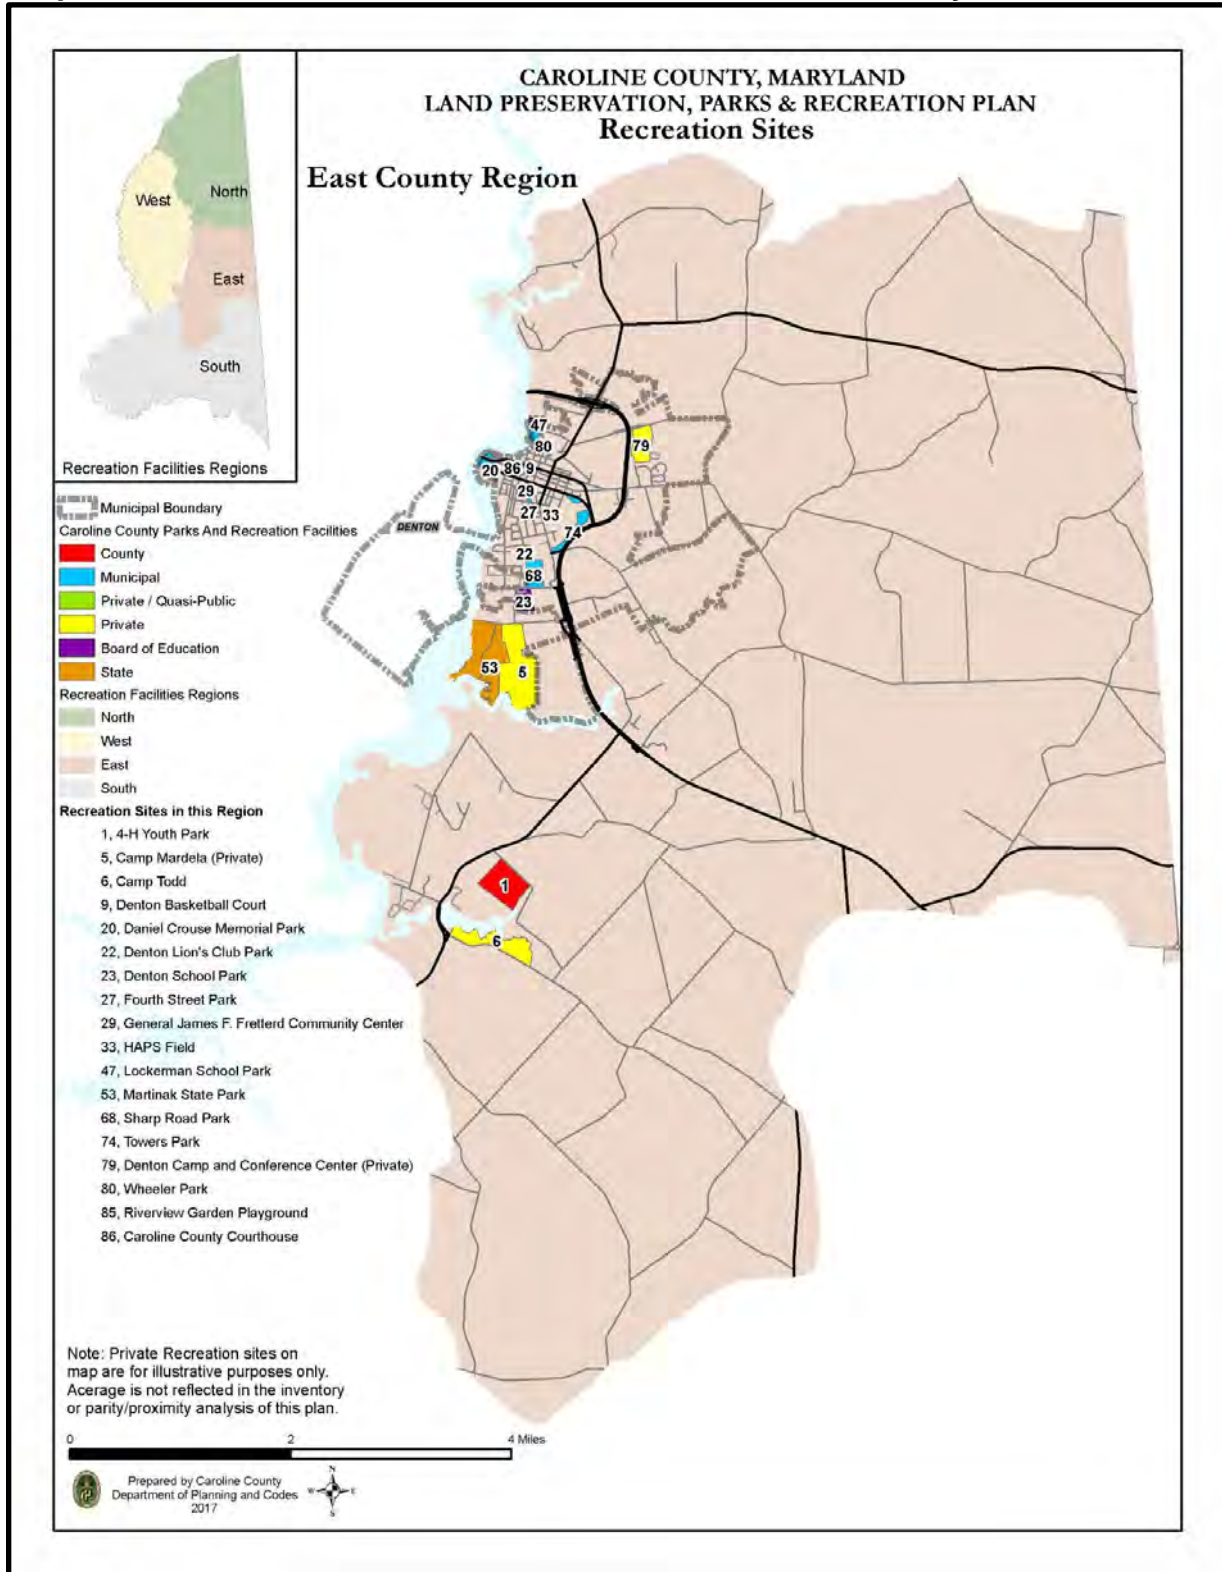 CAROLINE COUNTY, MARYLAND
LAND PRESERVATION, PARKS & RECREATION PLAN
Recreation Sites
East County Region
North
West
East
South
Recreation Facilities Regions
Municipal Boundary
Caroline County Parks And Recreation Facilities
County
Municipal
Private / Quasi-Public
Private
Board of Education
State
Recreation Facilities Regions
North
West
East
South
Recreation Sites in this Region
1, 4-H Youth Park
5, Camp Mardela (Private)
6, Camp Todd
9, Denton Basketball Court
20, Daniel Crouse Memorial Park
22, Denton Lion's Club Park
23, Denton School Park
27, Fourth Street Park
29, General James F. Fretterd Community Center
33, HAPS Field
47, Lockerman School Park
53, Martinak State Park
68, Sharp Road Park
74, Towers Park
79, Denton Camp and Conference Center (Private)
80, Wheeler Park
85, Riverview Garden Playground
86, Caroline County Courthouse
47
80
79
20 86 9
29
27 33
74
DENTON
22
68
23
53
5
1
6
Note: Private Recreation sites on
map are for illustrative purposes only.
Acerage is not reflected in the inventory
or parity/proximity analysis of this plan.
0 2 4 Miles
Prepared by Caroline County
Department of Planning and Codes
2017
N
W E
S